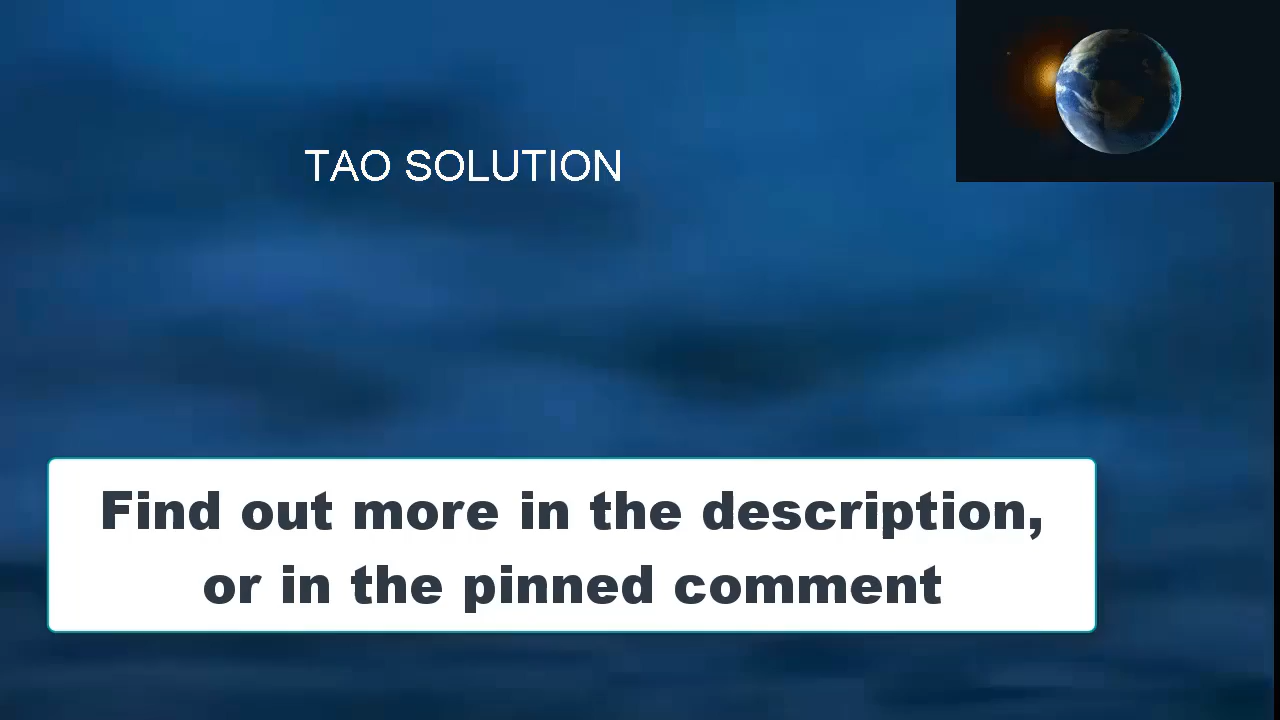 TAO SOLUTION
Find out more in the description,
or in the pinned comment